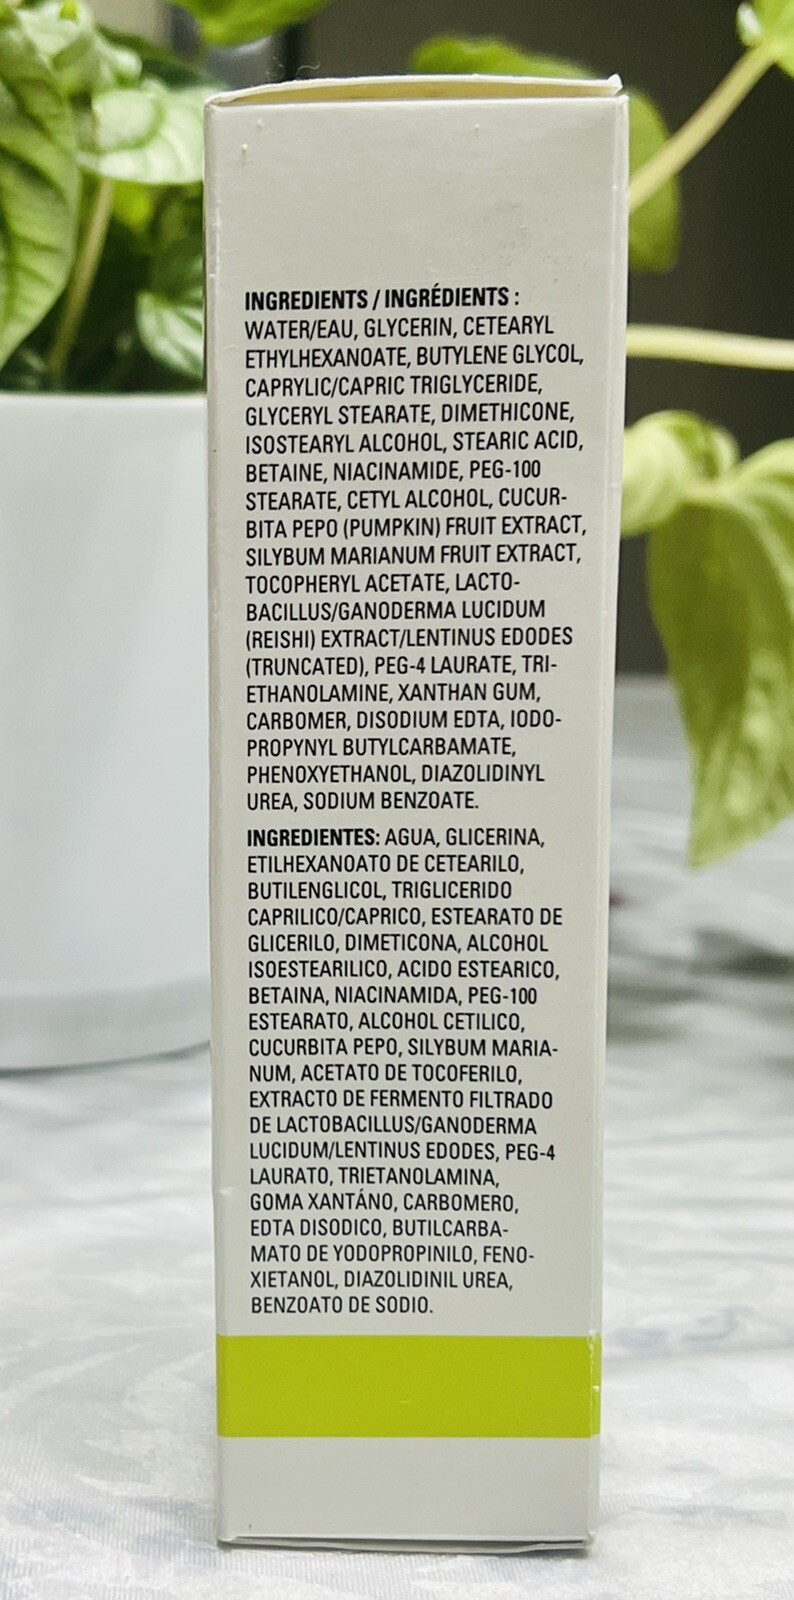 INGREDIENTS / INGRÉDIENTS :
WATER/EAU, GLYCERIN, CETEARYL
ETHYLHEXANOATE, BUTYLENE GLYCOL,
CAPRYLIC/CAPRIC TRIGLYCERIDE,
GLYCERYL STEARATE, DIMETHICONE,
ISOSTEARYL ALCOHOL, STEARIC ACID,
BETAINE, NIACINAMIDE, PEG-100
STEARATE, CETYL ALCOHOL, CUCUR-
BITA PEPO (PUMPKIN) FRUIT EXTRACT,
SILYBUM MARIANUM FRUIT EXTRACT,
TOCOPHERYL ACETATE, LACTO-
BACILLUS/GANODERMA LUCIDUM
(REISHI) EXTRACT/LENTINUS EDODES
(TRUNCATED), PEG-4 LAURATE, TRI-
ETHANOLAMINE, XANTHAN GUM,
CARBOMER, DISODIUM EDTA, IODO-
PROPYNYL BUTYLCARBAMATE,
PHENOXYETHANOL, DIAZOLIDINYL
UREA, SODIUM BENZOATE.
INGREDIENTES: AGUA, GLICERINA,
ETILHEXANOATO DE CETEARILO,
BUTILENGLICOL, TRIGLICERIDO
CAPRILICO/CAPRICO, ESTEARATO DE
GLICERILO, DIMETICONA, ALCOHOL
ISOESTEARILICO, ACIDO ESTEARICO,
BETAINA, NIACINAMIDA, PEG-100
ESTEARATO, ALCOHOL CETILICO,
CUCURBITA PEPO, SILYBUM MARIA-
NUM, ACETATO DE TOCOFERILO,
EXTRACTO DE FERMENTO FILTRADO
DE LACTOBACILLUS/GANODERMA
LUCIDUM/LENTINUS EDODES, PEG-4
LAURATO, TRIETANOLAMINA,
GOMA XANTÁNO, CARBOMERO,
EDTA DISODICO, BUTILCARBA-
MATO DE YODOPROPINILO, FENO-
XIETANOL, DIAZOLIDINIL UREA,
BENZOATO DE SODIO.